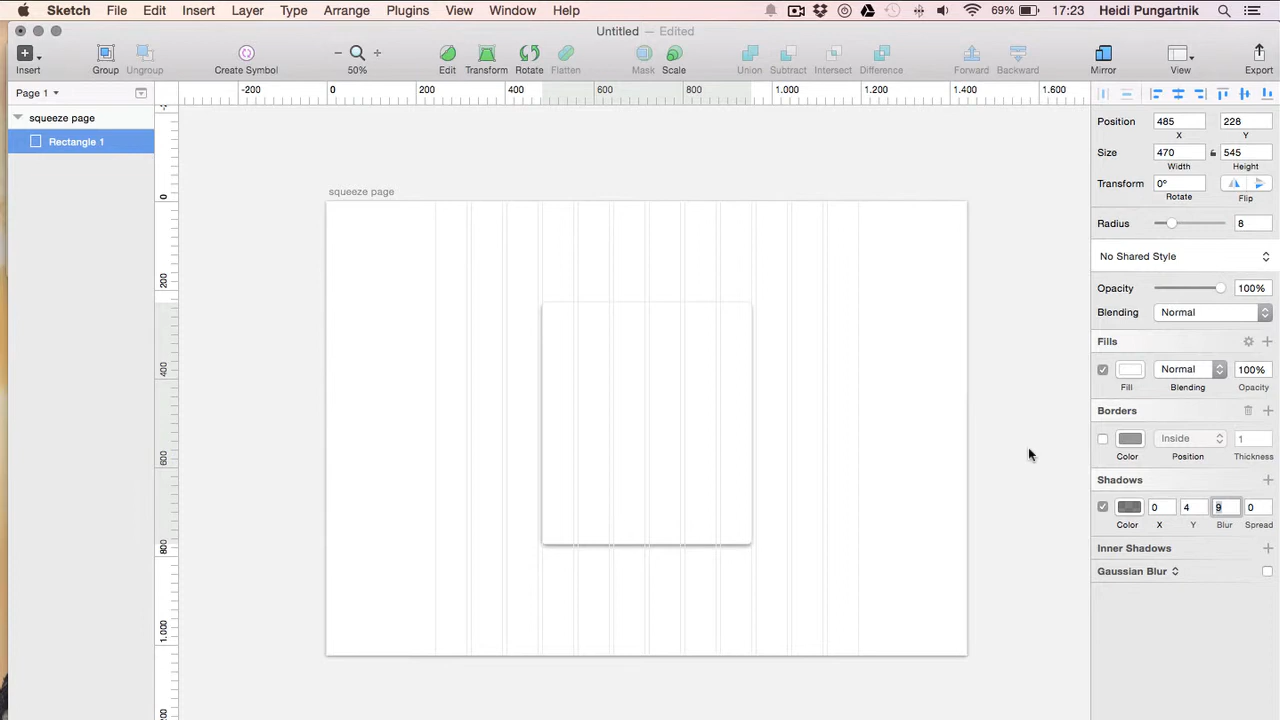 Sketch File Edit Insert Layer Type Arrange Plugins View Window Help 69% 17:23 Heidi Pungartnik
Untitled — Edited
Insert Group Ungroup Create Symbol 50% Edit Transform Rotate Flatten Mask Scale Union Subtract Intersect Difference Forward Backward Mirror View Export
Page 1
-200 0 200 400 600 800 1.000 1.200 1.400 1.600
squeeze page
Rectangle 1
squeeze page
0
200
400
600
800
1.000
Position 485 228
X Y
Size 470 545
Width Height
Transform 0°
Rotate Flip
Radius 8
No Shared Style
Opacity 100%
Blending Normal
Fills
Normal 100%
Fill Blending Opacity
Borders
Inside 1
Color Position Thickness
Shadows
0 4 9 0
Color X Y Blur Spread
Inner Shadows
Gaussian Blur